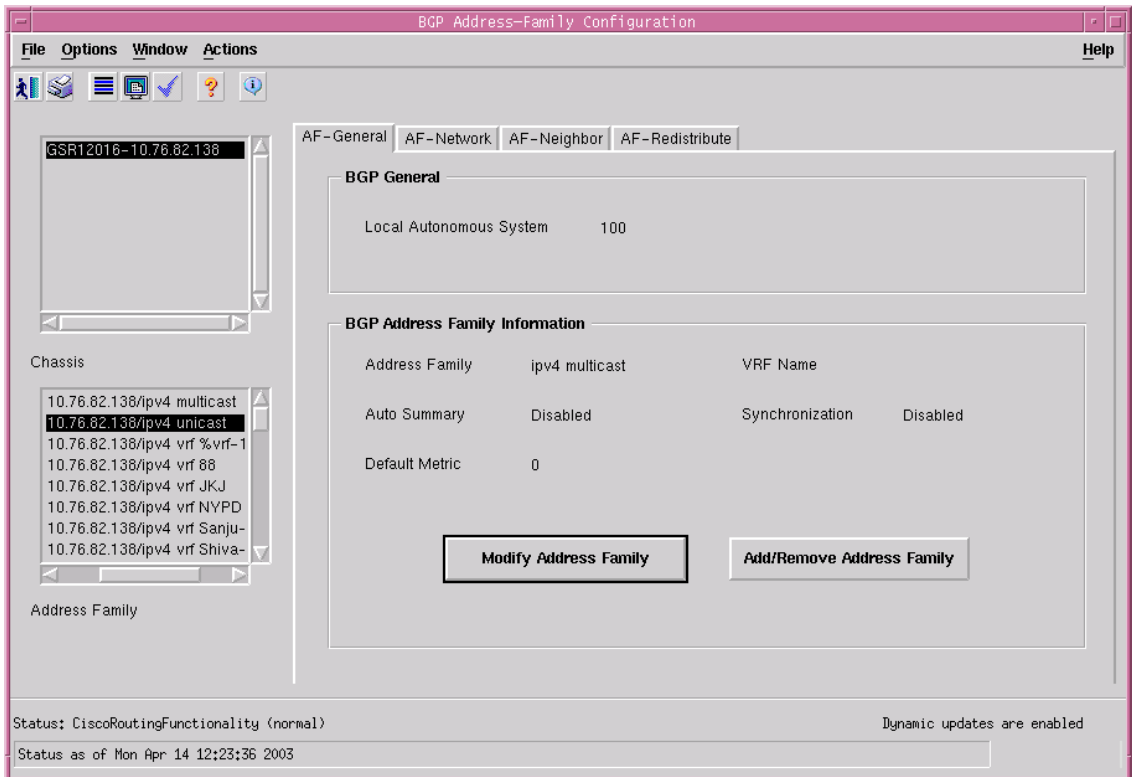 BGP Address-Family Configuration
File Options Window Actions Help
GSR12016-10.76.82.138
Chassis
10.76.82.138/ipv4 multicast
10.76.82.138/ipv4 unicast
10.76.82.138/ipv4 vrf %vrf-1
10.76.82.138/ipv4 vrf 88
10.76.82.138/ipv4 vrf JKJ
10.76.82.138/ipv4 vrf NYPD
10.76.82.138/ipv4 vrf Sanju-
10.76.82.138/ipv4 vrf Shiva-
Address Family
AF-General AF-Network AF-Neighbor AF-Redistribute
BGP General
Local Autonomous System 100
BGP Address Family Information
Address Family ipv4 multicast VRF Name
Auto Summary Disabled Synchronization Disabled
Default Metric 0
Modify Address Family Add/Remove Address Family
Status: CiscoRoutingFunctionality (normal) Dynamic updates are enabled
Status as of Mon Apr 14 12:23:36 2003